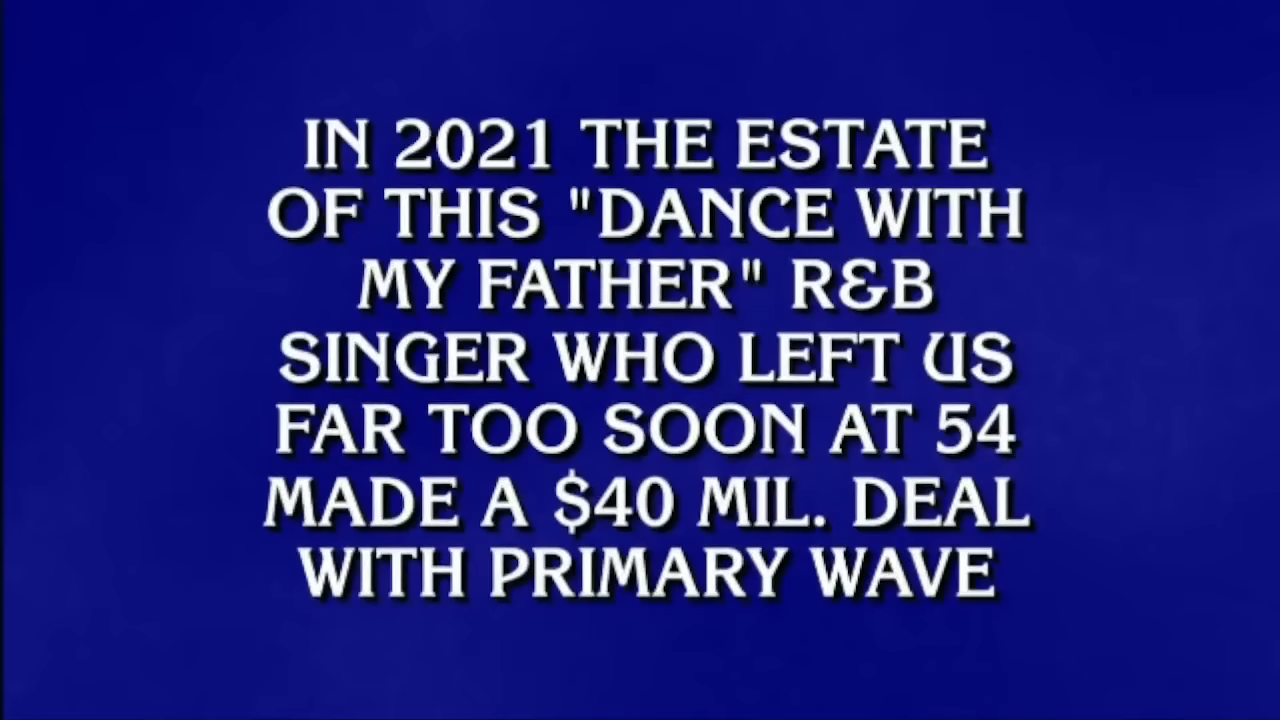 IN 2021 THE ESTATE
OF THIS "DANCE WITH
MY FATHER" R&B
SINGER WHO LEFT US
FAR TOO SOON AT 54
MADE A $40 MIL. DEAL
WITH PRIMARY WAVE